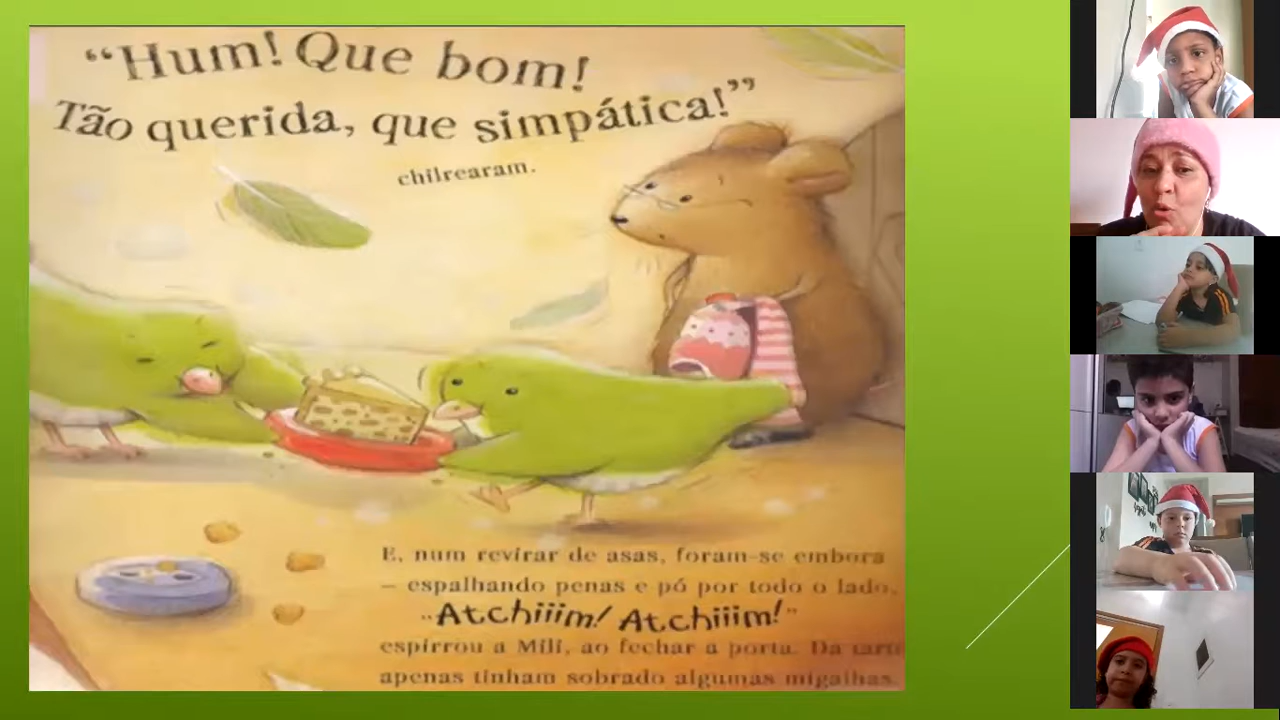 “Hum! Que bom!
Tão querida, que simpática!”
chilrearam.
E, num revirar de asas, foram-se embora
– espalhando penas e pó por todo o lado.
“Atchiiim! Atchiiim!”
espirrou a Mili, ao fechar a porta. Da tarte
apenas tinham sobrado algumas migalhas.